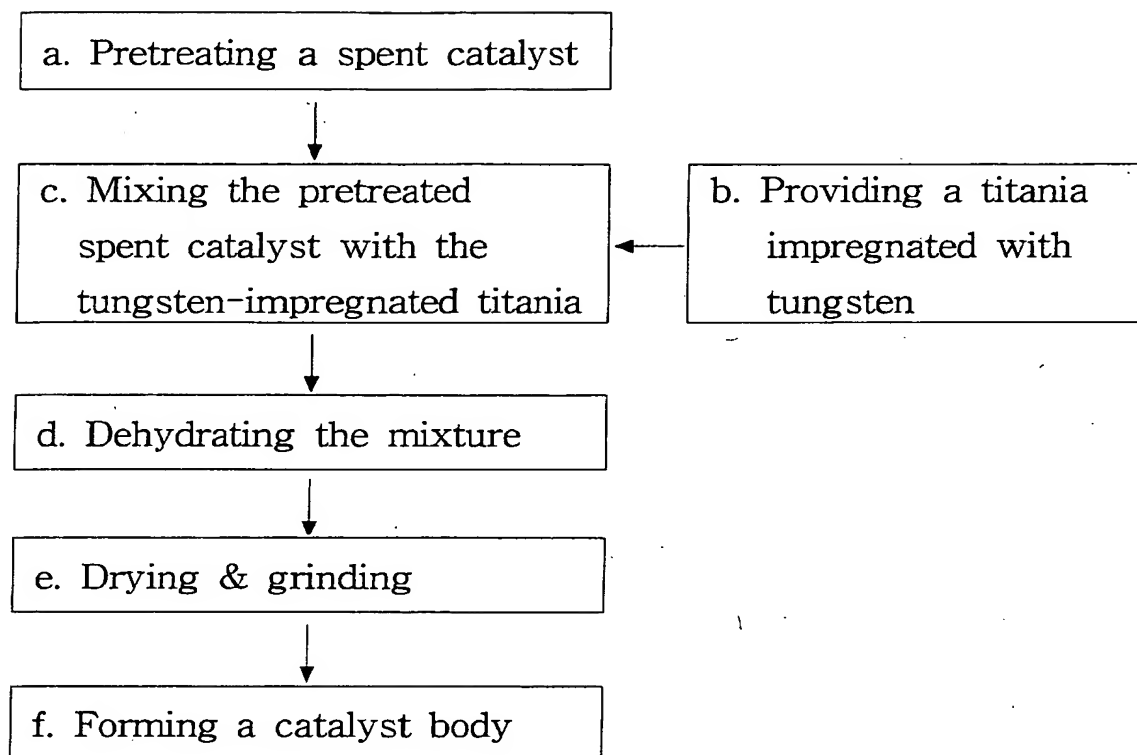 a. Pretreating a spent catalyst
c. Mixing the pretreated
spent catalyst with the
tungsten-impregnated titania
b. Providing a titania
impregnated with
tungsten
d. Dehydrating the mixture
e. Drying & grinding
f. Forming a catalyst body